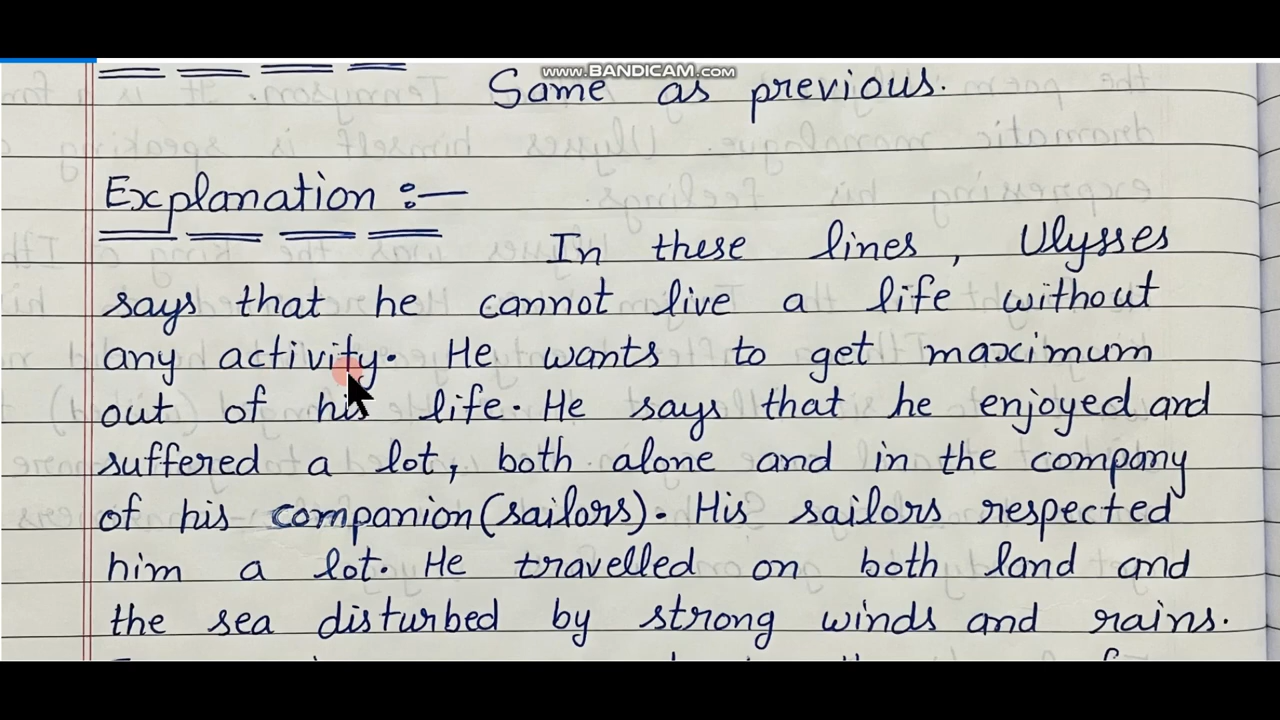 www.BANDICAM.com
Same as previous.
Explanation :—
In these lines, Ulysses
says that he cannot live a life without
any activity. He wants to get maximum
out of his life. He says that he enjoyed and
suffered a lot, both alone and in the company
of his companion (sailors). His sailors respected
him a lot. He travelled on both land and
the sea disturbed by strong winds and rains.